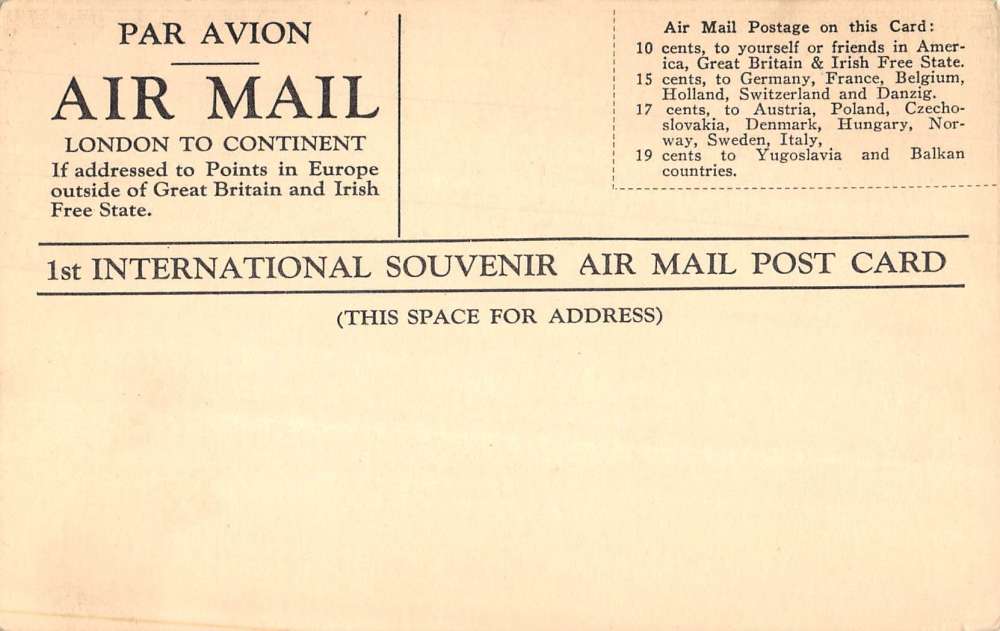 PAR AVION
AIR MAIL
LONDON TO CONTINENT
If addressed to Points in Europe
outside of Great Britain and Irish
Free State.
Air Mail Postage on this Card:
10 cents, to yourself or friends in Amer-
ica, Great Britain & Irish Free State.
15 cents, to Germany, France, Belgium,
Holland, Switzerland and Danzig.
17 cents, to Austria, Poland, Czecho-
slovakia, Denmark, Hungary, Nor-
way, Sweden, Italy,
19 cents to Yugoslavia and Balkan
countries.
1st INTERNATIONAL SOUVENIR AIR MAIL POST CARD
(THIS SPACE FOR ADDRESS)